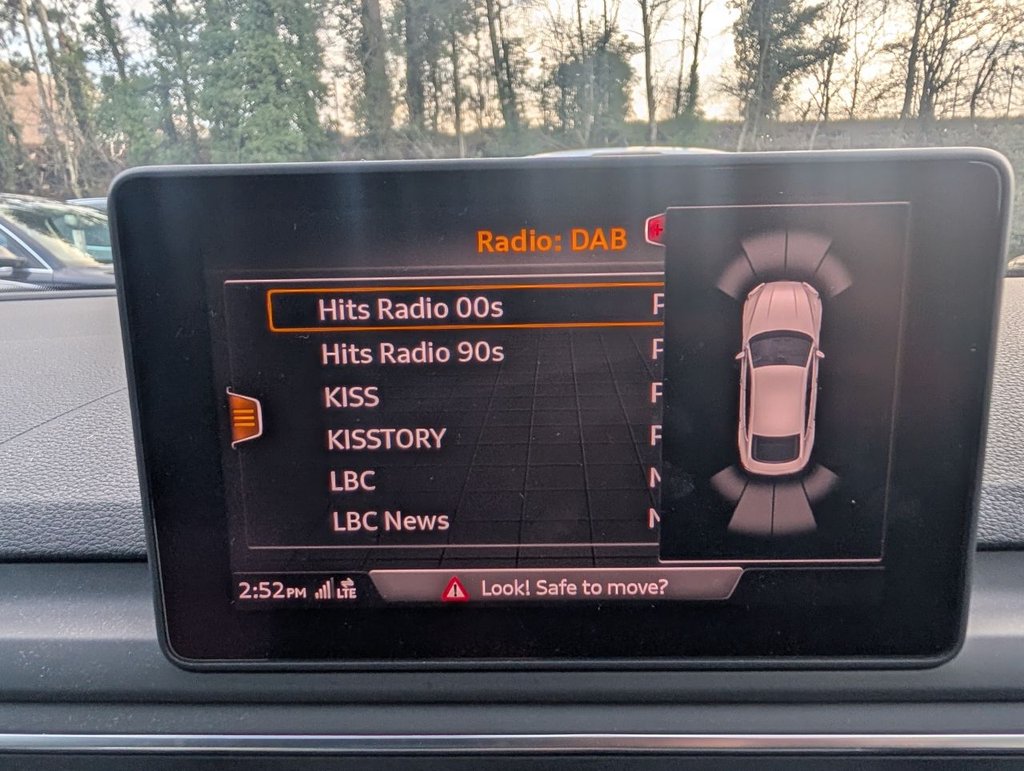 Radio: DAB
Hits Radio 00s P
Hits Radio 90s P
KISS P
KISSTORY P
LBC N
LBC News N
2:52PM LTE Look! Safe to move?